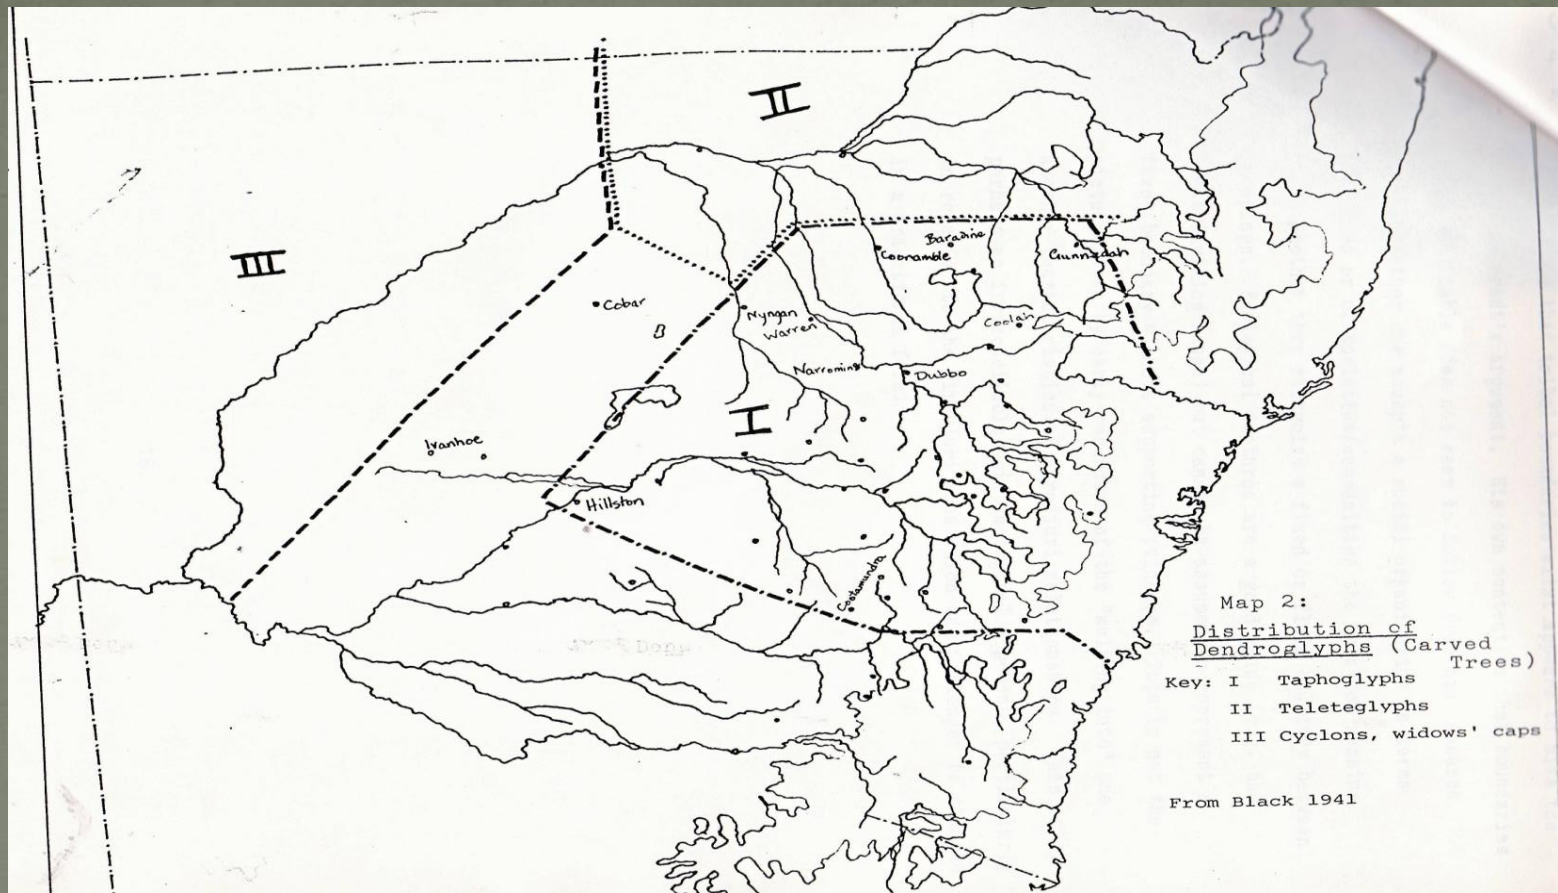 II
III
Baradine
Coonamble
Gunnedah
Cobar
Nyngan
Warren
Coolah
Narromine
Dubbo
I
Ivanhoe
Hillston
Cootamundra
Map 2:
Distribution of
Dendroglyphs (Carved
Trees)
Key: I Taphoglyphs
II Teleteglyphs
III Cyclons, widows' caps
From Black 1941